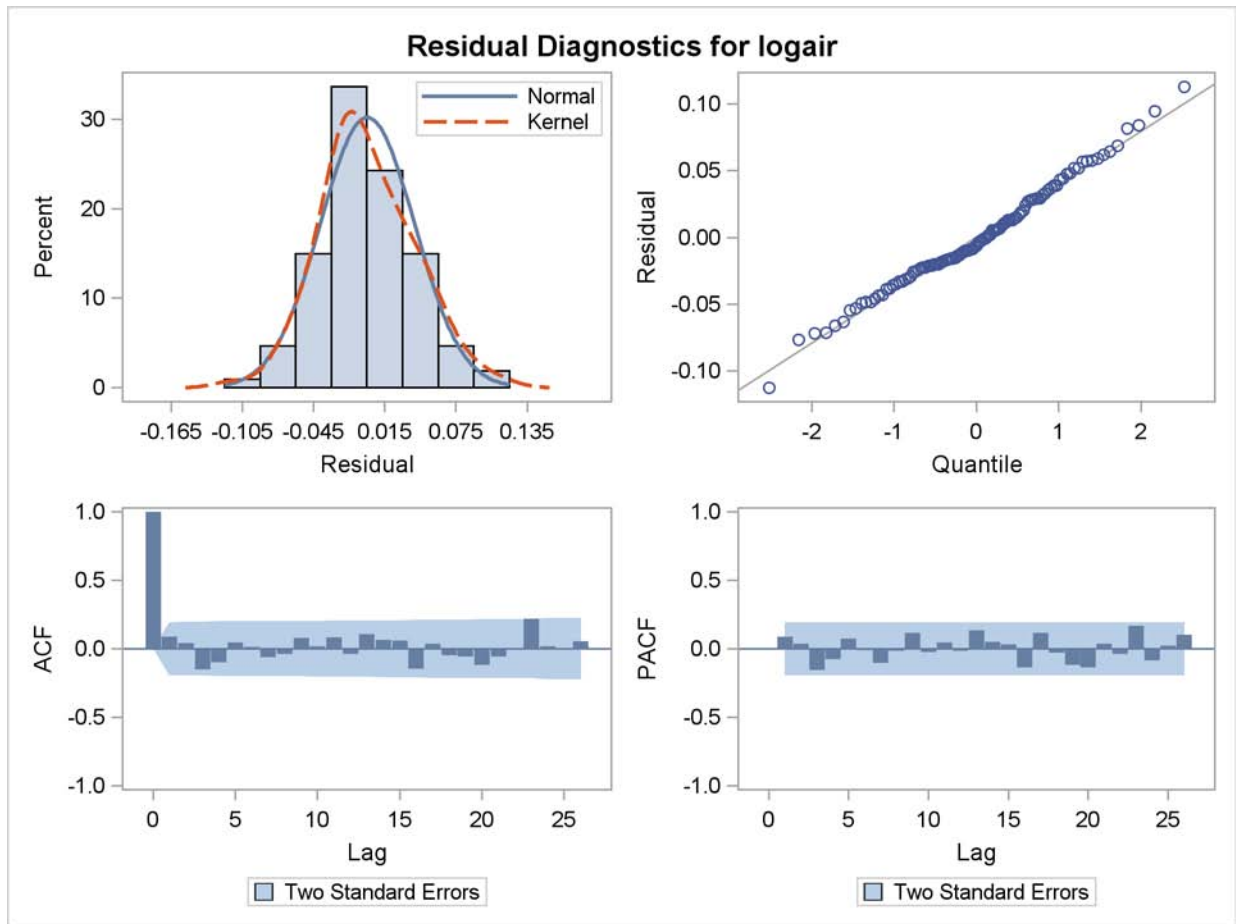 Residual Diagnostics for logair
Normal
Kernel
30
20
10
0
Percent
-0.165 -0.105 -0.045 0.015 0.075 0.135
Residual
0.10
0.05
0.00
-0.05
-0.10
Residual
-2 -1 0 1 2
Quantile
1.0
0.5
0.0
-0.5
-1.0
ACF
0 5 10 15 20 25
Lag
Two Standard Errors
1.0
0.5
0.0
-0.5
-1.0
PACF
0 5 10 15 20 25
Lag
Two Standard Errors